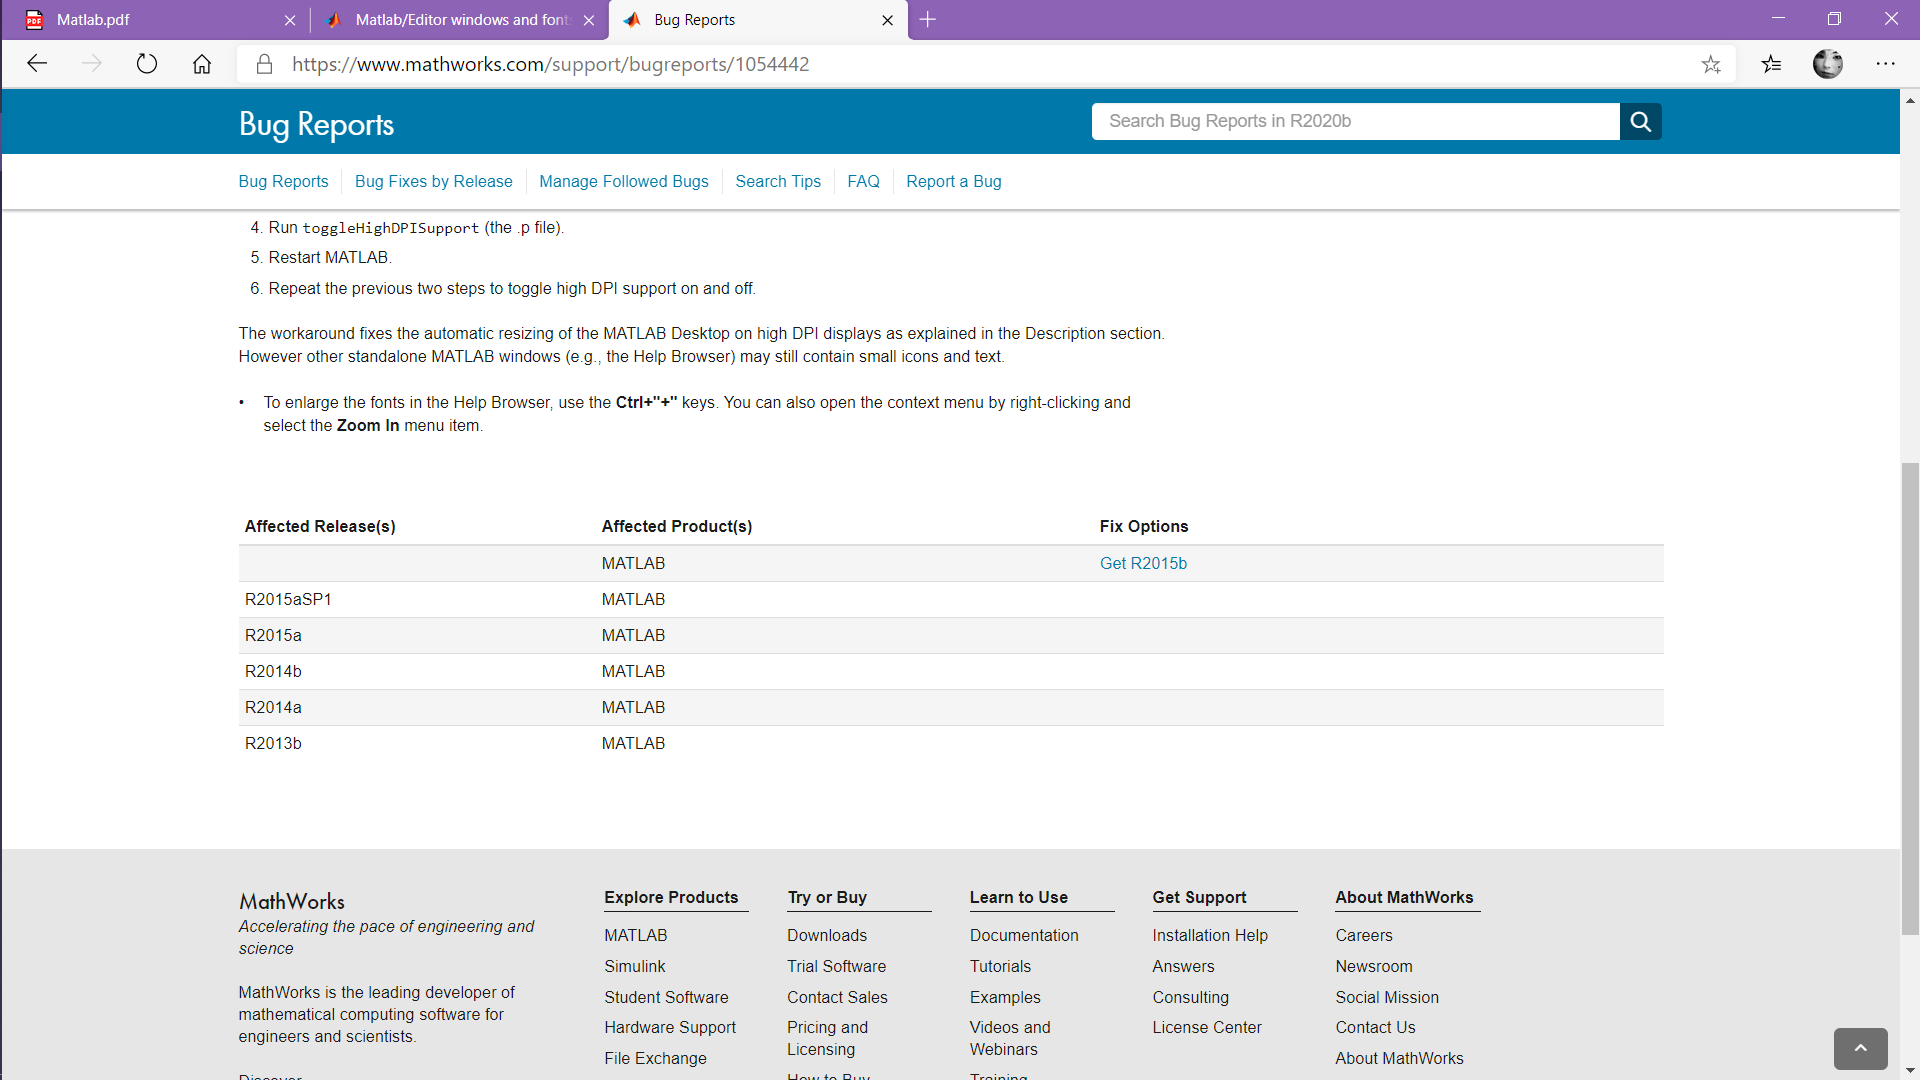 Matlab.pdf
Matlab/Editor windows and font
Bug Reports
https://www.mathworks.com/support/bugreports/1054442
Bug Reports
Search Bug Reports in R2020b
Bug Reports
Bug Fixes by Release
Manage Followed Bugs
Search Tips
FAQ
Report a Bug
4. Run toggleHighDPISupport (the .p file).
5. Restart MATLAB.
6. Repeat the previous two steps to toggle high DPI support on and off.
The workaround fixes the automatic resizing of the MATLAB Desktop on high DPI displays as explained in the Description section.
However other standalone MATLAB windows (e.g., the Help Browser) may still contain small icons and text.
• To enlarge the fonts in the Help Browser, use the Ctrl+"+" keys. You can also open the context menu by right-clicking and
select the Zoom In menu item.
Affected Release(s) Affected Product(s) Fix Options
MATLAB Get R2015b
R2015aSP1 MATLAB
R2015a MATLAB
R2014b MATLAB
R2014a MATLAB
R2013b MATLAB
MathWorks
Accelerating the pace of engineering and
science
MathWorks is the leading developer of
mathematical computing software for
engineers and scientists.
Discover
Explore Products
MATLAB
Simulink
Student Software
Hardware Support
File Exchange
Try or Buy
Downloads
Trial Software
Contact Sales
Pricing and
Licensing
How to Buy
Learn to Use
Documentation
Tutorials
Examples
Videos and
Webinars
Training
Get Support
Installation Help
Answers
Consulting
License Center
About MathWorks
Careers
Newsroom
Social Mission
Contact Us
About MathWorks